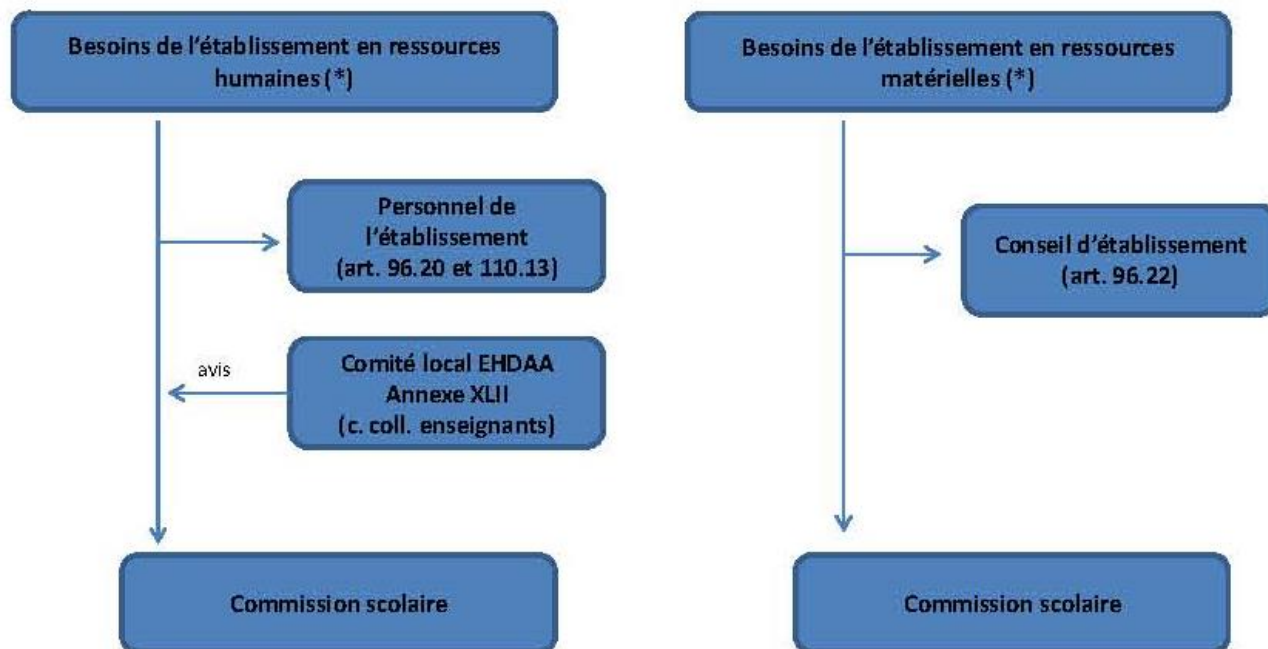 Besoins de l'établissement en ressources
humaines (*)
Personnel de
l'établissement
(art. 96.20 et 110.13)
avis
Comité local EHDAA
Annexe XLII
(c. coll. enseignants)
Commission scolaire
Besoins de l'établissement en ressources
matérielles (*)
Conseil d'établissement
(art. 96.22)
Commission scolaire